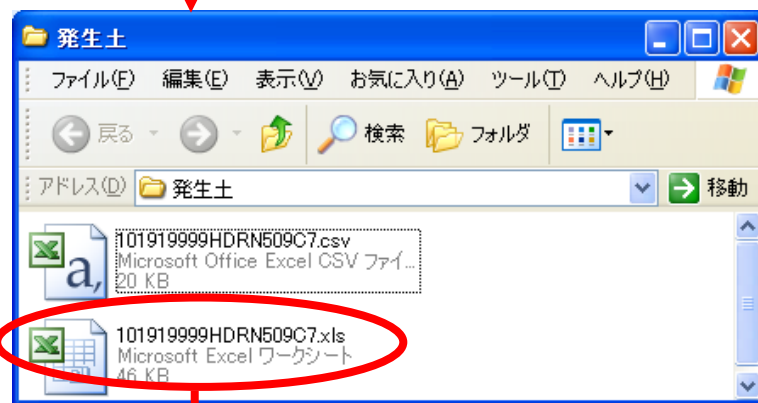 発生土
ファイル(F) 編集(E) 表示(V) お気に入り(A) ツール(T) ヘルプ(H)
戻る 検索 フォルダ
アドレス(D) 発生土 移動
101919999HDRN509C7.csv
Microsoft Office Excel CSV ファイ...
20 KB
101919999HDRN509C7.xls
Microsoft Excel ワークシート
46 KB